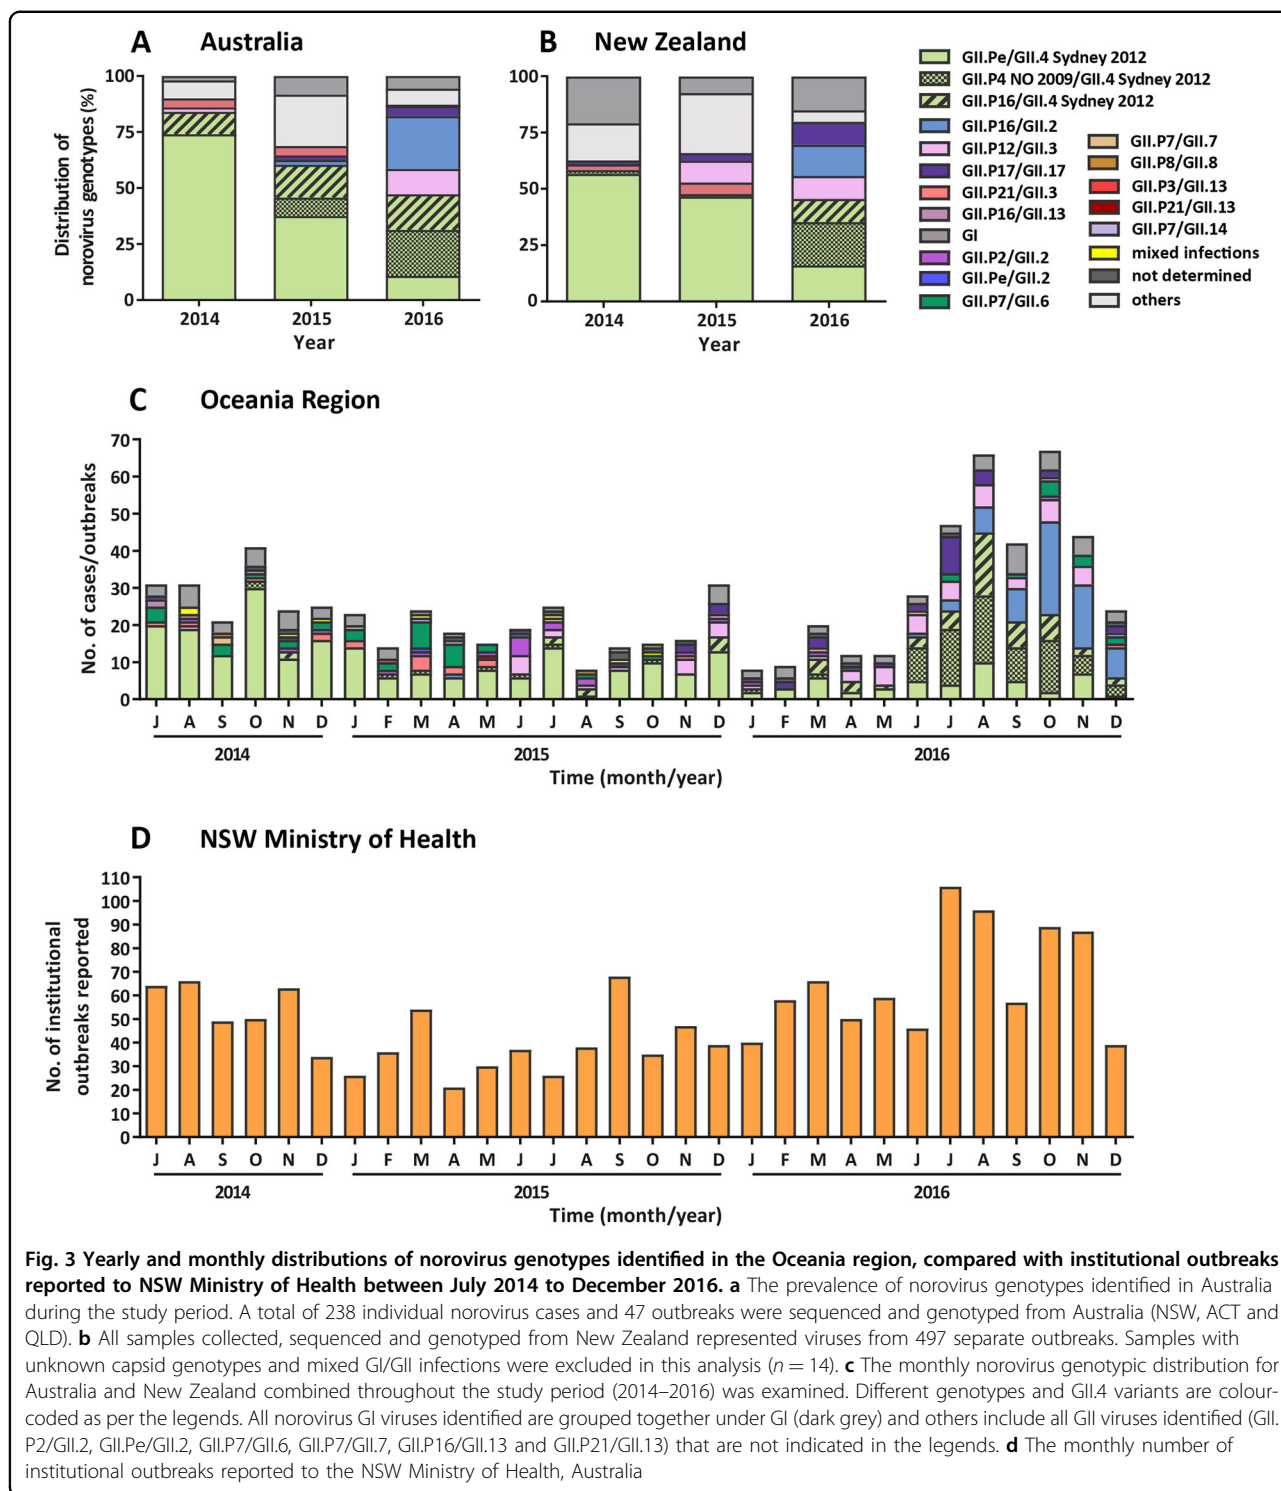 A Australia
B New Zealand
Distribution of
norovirus genotypes (%)
100
75
50
25
0
2014 2015 2016
Year
100
75
50
25
0
2014 2015 2016
Year
GII.Pe/GII.4 Sydney 2012
GII.P4 NO 2009/GII.4 Sydney 2012
GII.P16/GII.4 Sydney 2012
GII.P16/GII.2
GII.P12/GII.3
GII.P17/GII.17
GII.P21/GII.3
GII.P16/GII.13
GI
GII.P2/GII.2
GII.Pe/GII.2
GII.P7/GII.6
GII.P7/GII.7
GII.P8/GII.8
GII.P3/GII.13
GII.P21/GII.13
GII.P7/GII.14
mixed infections
not determined
others
C Oceania Region
No. of cases/outbreaks
70
60
50
40
30
20
10
0
J A S O N D J F M A M J J A S O N D J F M A M J J A S O N D
2014 2015 2016
Time (month/year)
D NSW Ministry of Health
No. of institutional
outbreaks reported
110
100
90
80
70
60
50
40
30
20
10
0
J A S O N D J F M A M J J A S O N D J F M A M J J A S O N D
2014 2015 2016
Time (month/year)
Fig. 3 Yearly and monthly distributions of norovirus genotypes identified in the Oceania region, compared with institutional outbreaks
reported to NSW Ministry of Health between July 2014 to December 2016. a The prevalence of norovirus genotypes identified in Australia
during the study period. A total of 238 individual norovirus cases and 47 outbreaks were sequenced and genotyped from Australia (NSW, ACT and
QLD). b All samples collected, sequenced and genotyped from New Zealand represented viruses from 497 separate outbreaks. Samples with
unknown capsid genotypes and mixed GI/GII infections were excluded in this analysis (n = 14). c The monthly norovirus genotypic distribution for
Australia and New Zealand combined throughout the study period (2014–2016) was examined. Different genotypes and GII.4 variants are colour-
coded as per the legends. All norovirus GI viruses identified are grouped together under GI (dark grey) and others include all GII viruses identified (GII.
P2/GII.2, GII.Pe/GII.2, GII.P7/GII.6, GII.P7/GII.7, GII.P16/GII.13 and GII.P21/GII.13) that are not indicated in the legends. d The monthly number of
institutional outbreaks reported to the NSW Ministry of Health, Australia